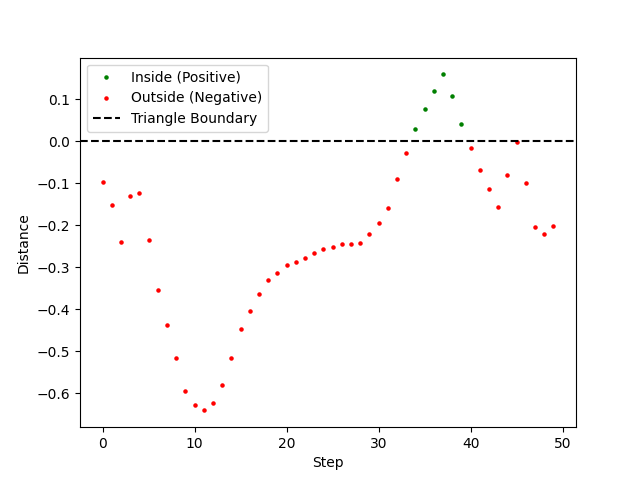 Inside (Positive)
Outside (Negative)
Triangle Boundary
Distance
0.1
0.0
−0.1
−0.2
−0.3
−0.4
−0.5
−0.6
0 10 20 30 40 50
Step